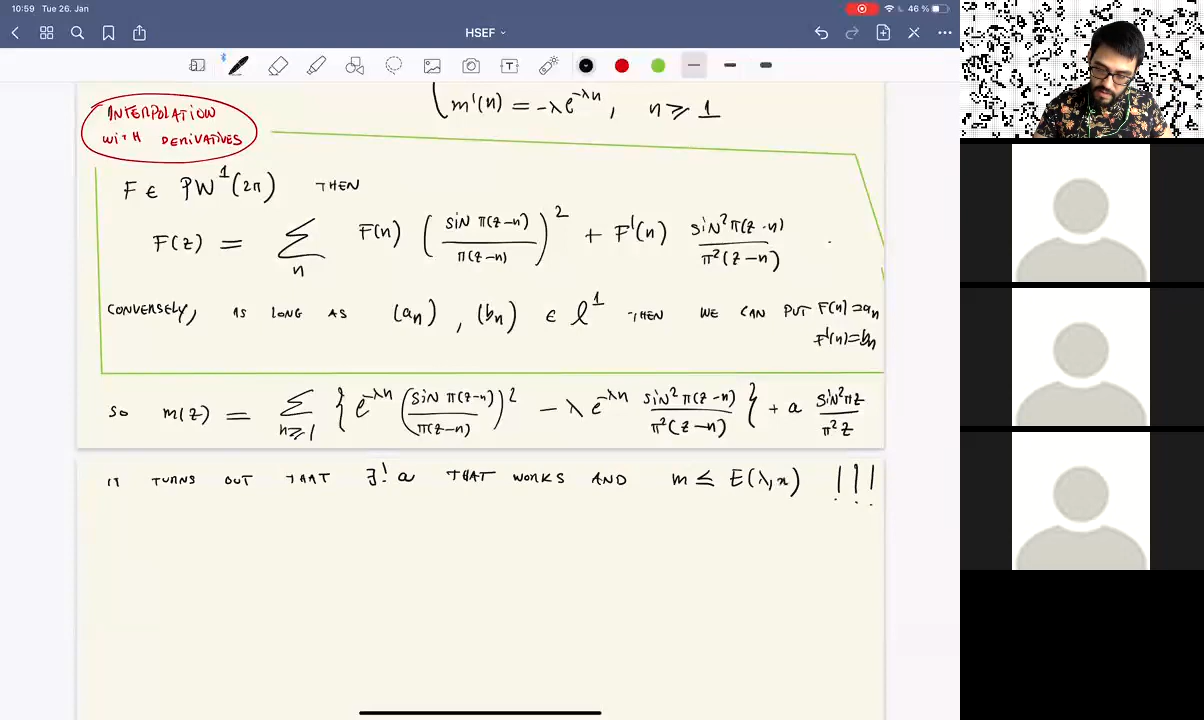 10:59 Tue 26. Jan
46 %
HSEF
m'(n) = -λe^{-λn}, n ≥ 1
INTERPOLATION
WITH DERIVATIVES
F ∈ PW^1(2π) THEN
F(z) = Σ_n F(n) (sin π(z-n) / π(z-n))^2 + F'(n) sin^2 π(z-n) / π^2(z-n)
CONVERSELY, AS LONG AS (a_n), (b_n) ∈ ℓ^1 THEN WE CAN PUT F(n)=a_n
F'(n)=b_n
SO m(z) = Σ_{n≥1} { e^{-λn} (sin π(z-n) / π(z-n))^2 - λ e^{-λn} sin^2 π(z-n) / π^2(z-n) } + a sin^2 πz / π^2 z
IT TURNS OUT THAT ∃! a THAT WORKS AND m ≤ E(λ,x) !!!